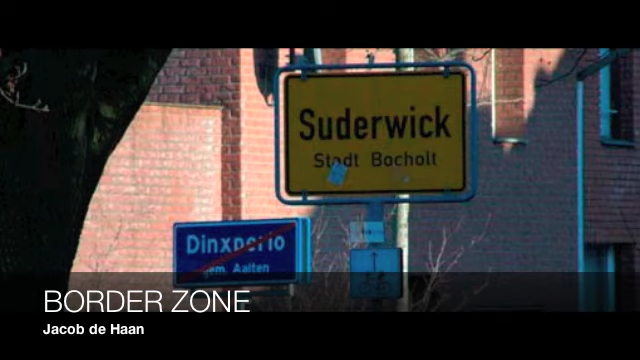 Suderwick
Stadt Bocholt
Dinxperlo
gem. Aalten
BORDER ZONE
Jacob de Haan